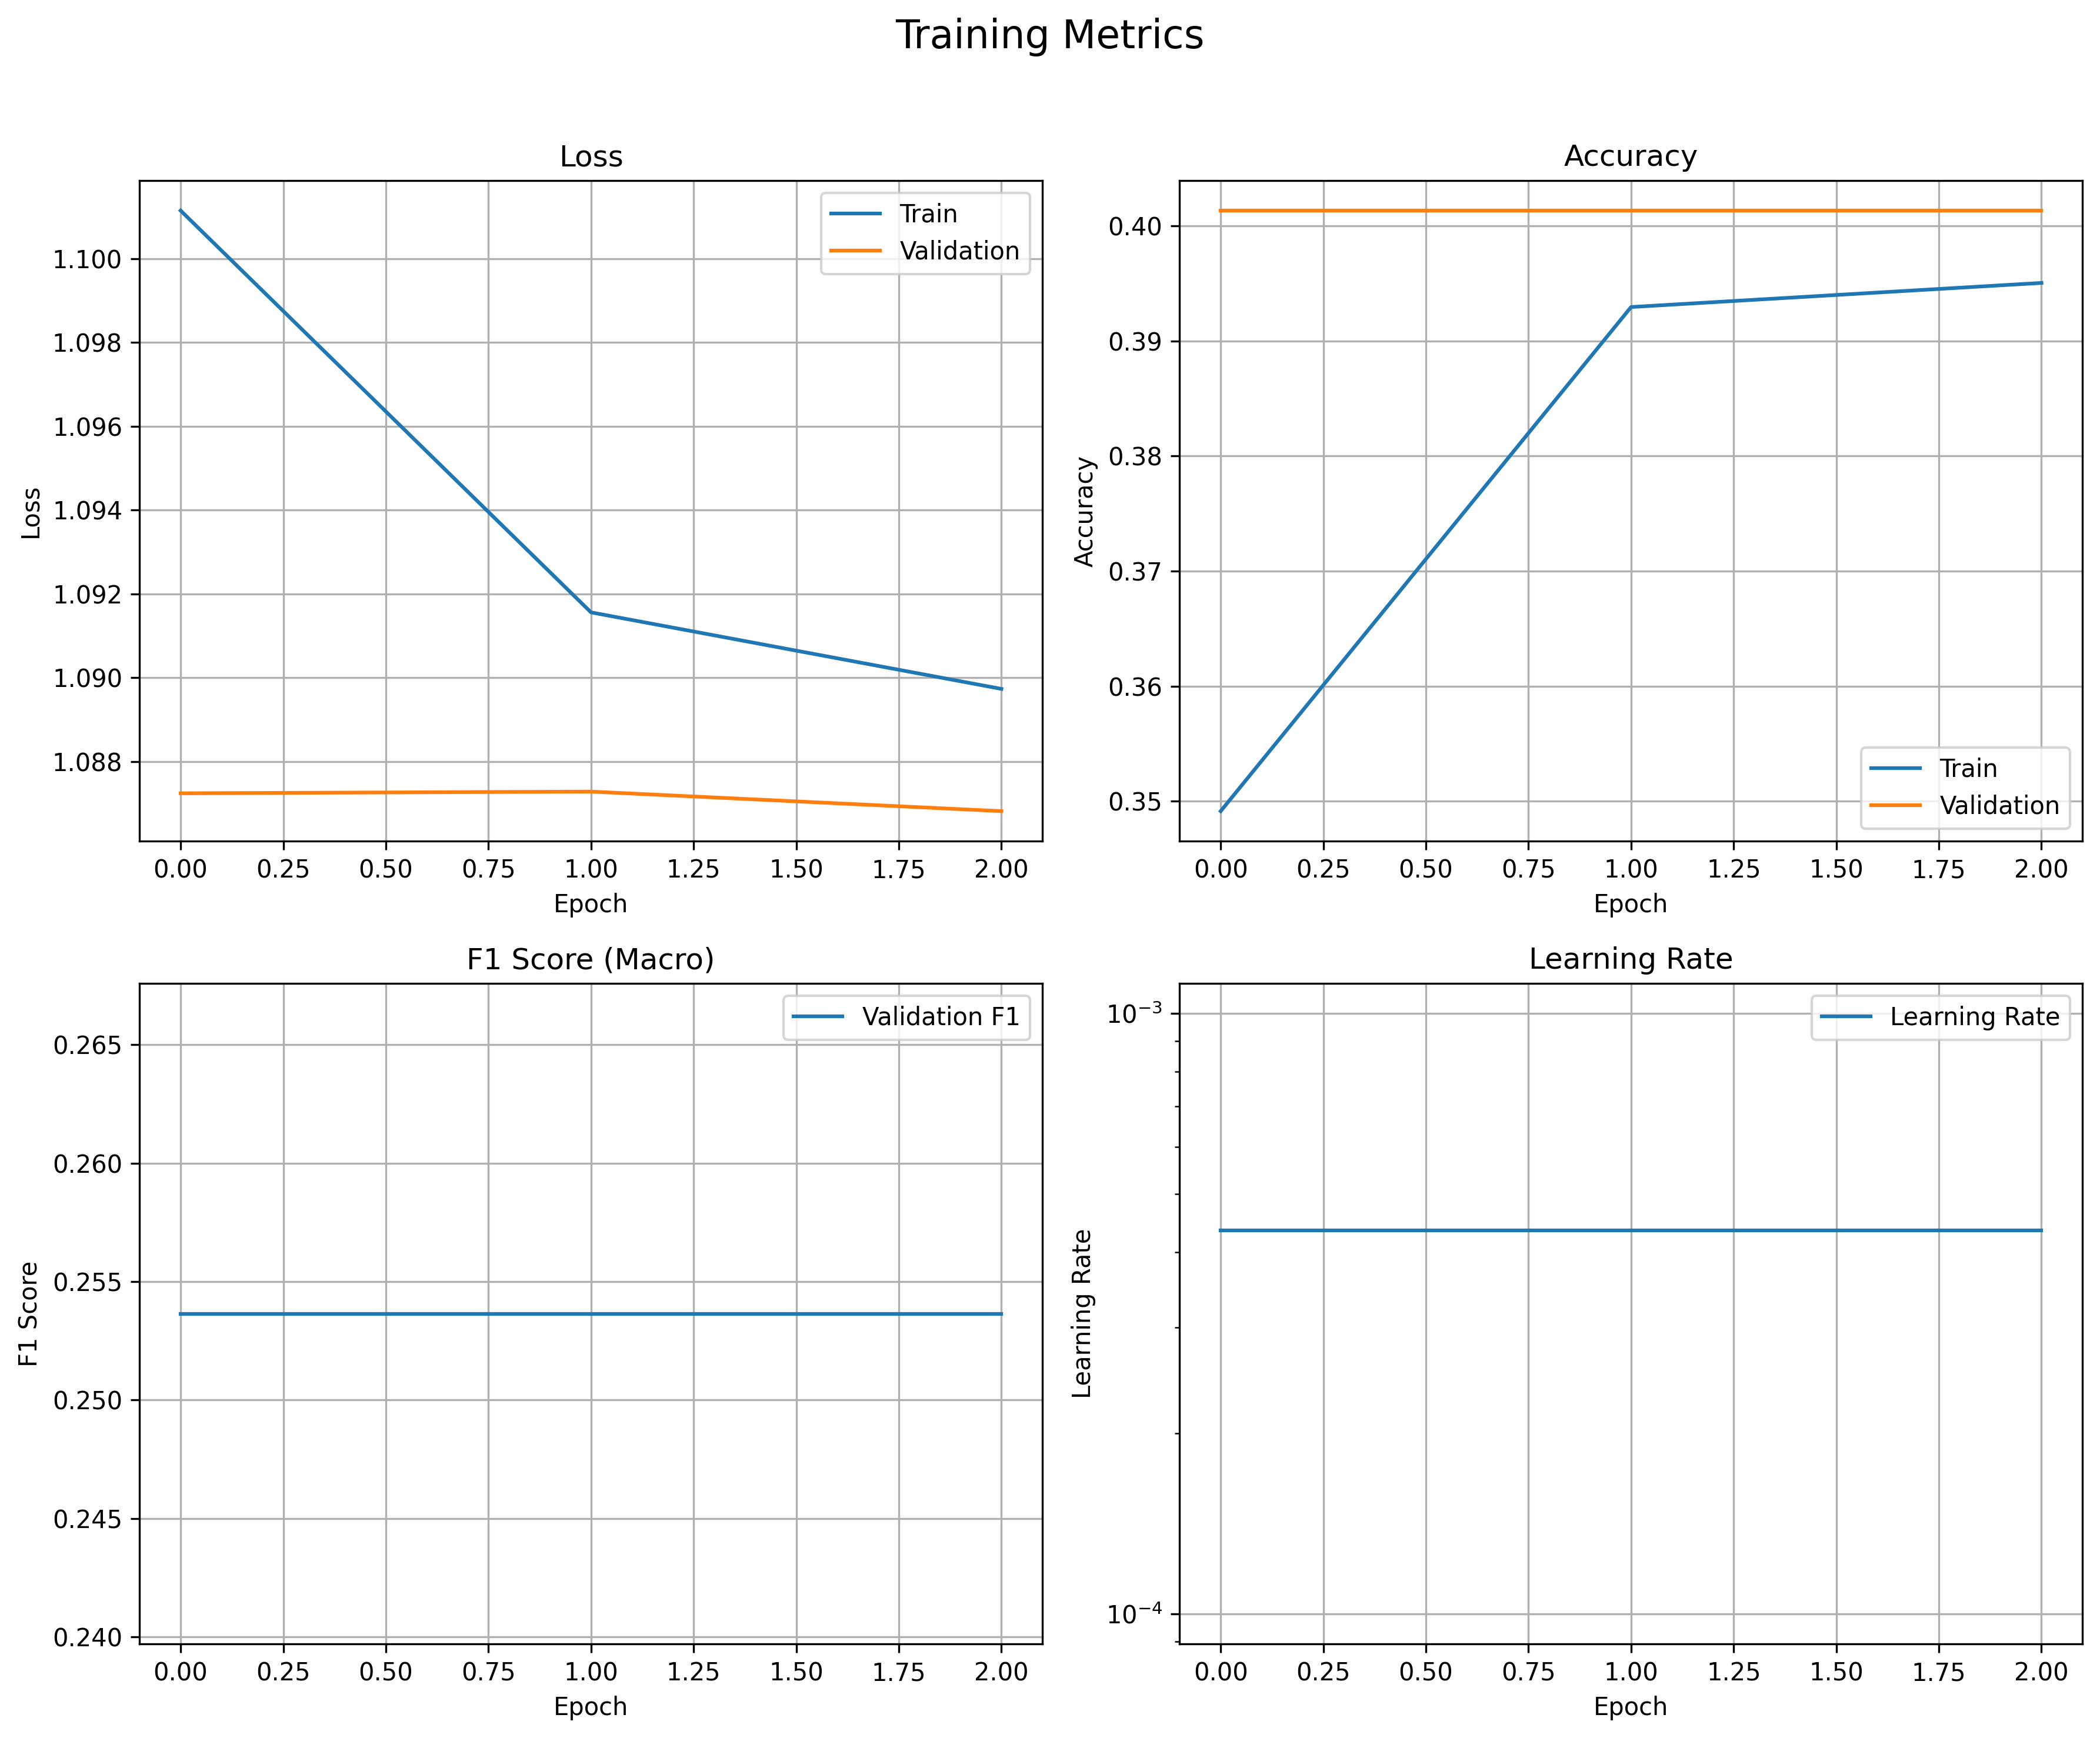 Training Metrics
Loss
Train
Validation
1.100
1.098
1.096
1.094
1.092
1.090
1.088
Loss
0.00 0.25 0.50 0.75 1.00 1.25 1.50 1.75 2.00
Epoch
Accuracy
0.40
0.39
0.38
0.37
0.36
0.35
Accuracy
Train
Validation
0.00 0.25 0.50 0.75 1.00 1.25 1.50 1.75 2.00
Epoch
F1 Score (Macro)
Validation F1
0.265
0.260
0.255
0.250
0.245
0.240
F1 Score
0.00 0.25 0.50 0.75 1.00 1.25 1.50 1.75 2.00
Epoch
Learning Rate
Learning Rate
10⁻³
10⁻⁴
Learning Rate
0.00 0.25 0.50 0.75 1.00 1.25 1.50 1.75 2.00
Epoch